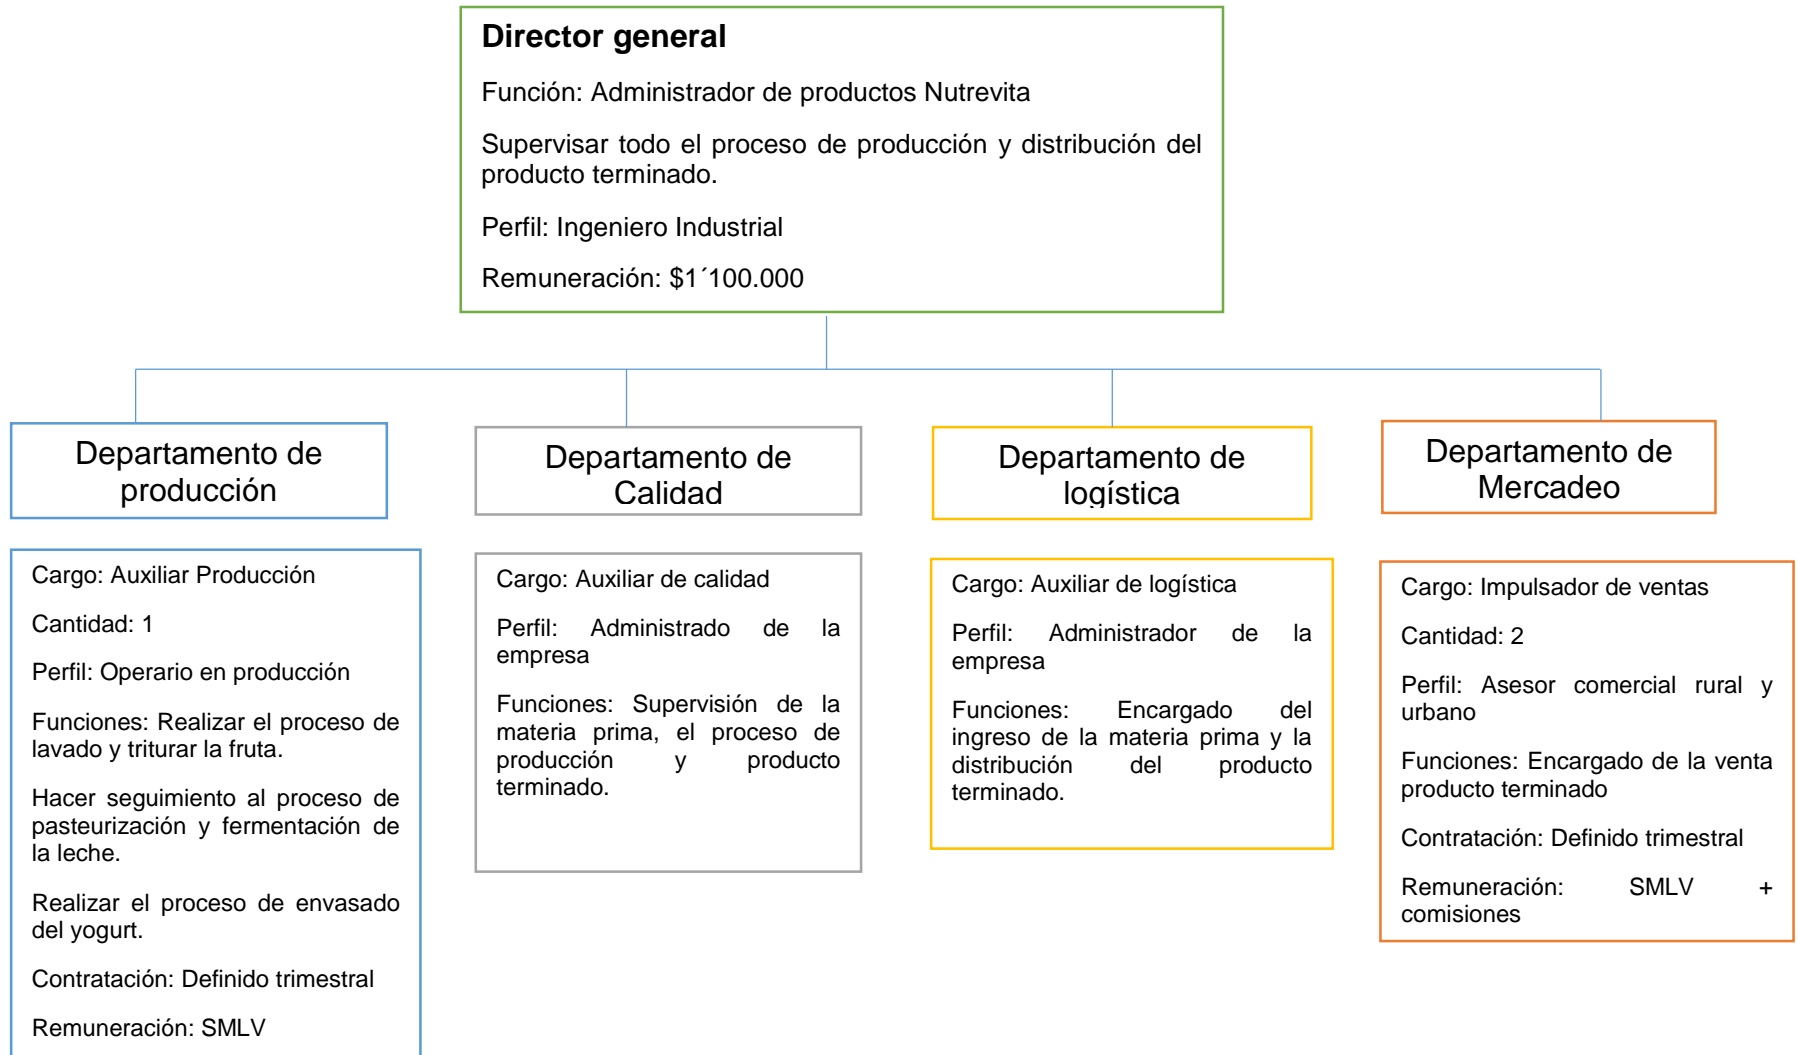 Director general
Función: Administrador de productos Nutrevita
Supervisar todo el proceso de producción y distribución del
producto terminado.
Perfil: Ingeniero Industrial
Remuneración: $1´100.000
Departamento de
producción
Departamento de
Calidad
Departamento de
logística
Departamento de
Mercadeo
Cargo: Auxiliar Producción
Cantidad: 1
Perfil: Operario en producción
Funciones: Realizar el proceso de
lavado y triturar la fruta.
Hacer seguimiento al proceso de
pasteurización y fermentación de
la leche.
Realizar el proceso de envasado
del yogurt.
Contratación: Definido trimestral
Remuneración: SMLV
Cargo: Auxiliar de calidad
Perfil: Administrado de la
empresa
Funciones: Supervisión de la
materia prima, el proceso de
producción y producto
terminado.
Cargo: Auxiliar de logística
Perfil: Administrador de la
empresa
Funciones: Encargado del
ingreso de la materia prima y la
distribución del producto
terminado.
Cargo: Impulsador de ventas
Cantidad: 2
Perfil: Asesor comercial rural y
urbano
Funciones: Encargado de la venta
producto terminado
Contratación: Definido trimestral
Remuneración: SMLV +
comisiones